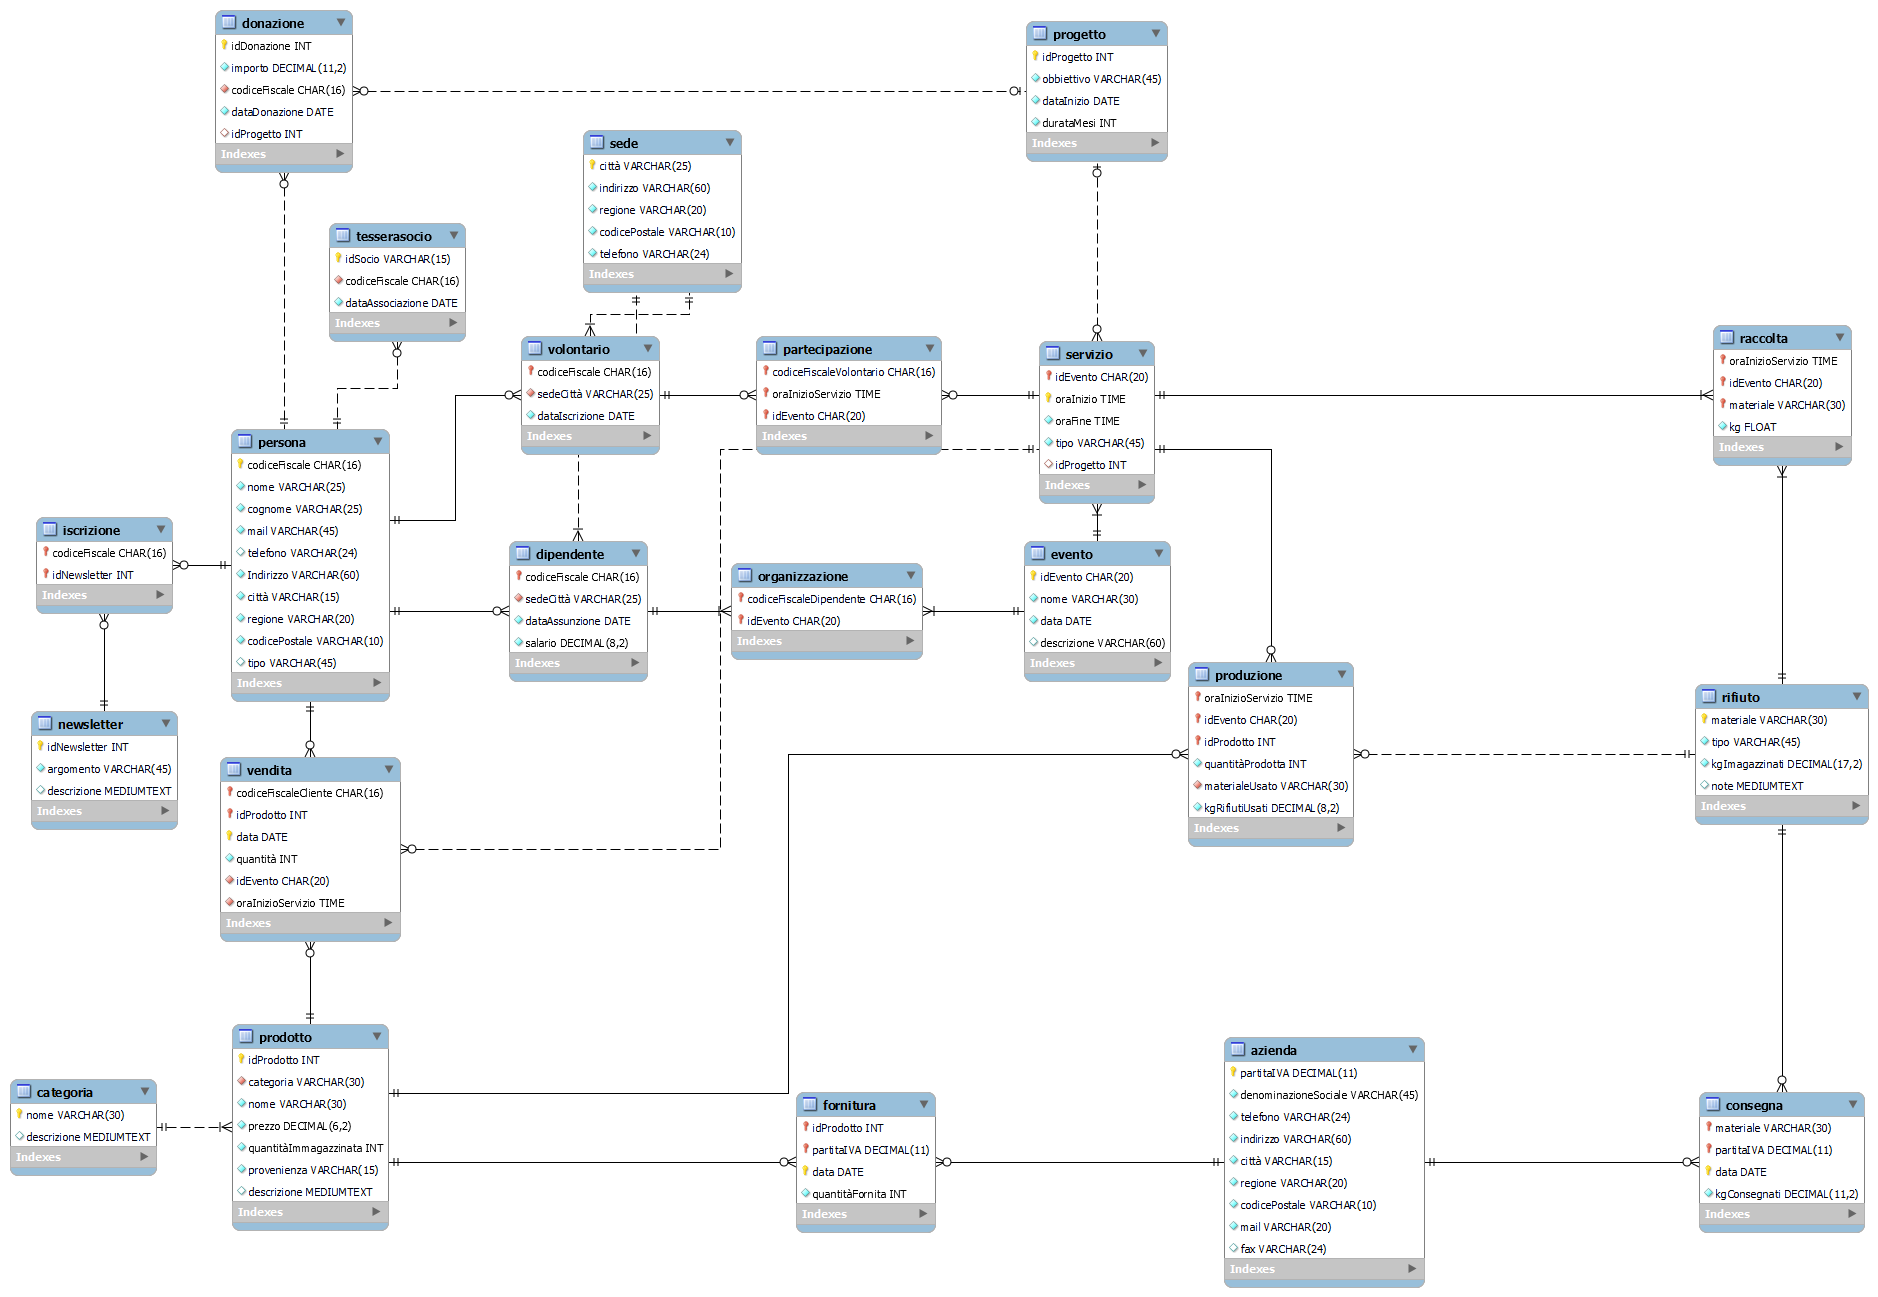 donazione
idDonazione INT
importo DECIMAL(11,2)
codiceFiscale CHAR(16)
dataDonazione DATE
idProgetto INT
Indexes
progetto
idProgetto INT
obbiettivo VARCHAR(45)
dataInizio DATE
durataMesi INT
Indexes
sede
città VARCHAR(25)
indirizzo VARCHAR(60)
regione VARCHAR(20)
codicePostale VARCHAR(10)
telefono VARCHAR(24)
Indexes
tesserasocio
idSocio VARCHAR(15)
codiceFiscale CHAR(16)
dataAssociazione DATE
Indexes
volontario
codiceFiscale CHAR(16)
sedeCittà VARCHAR(25)
dataIscrizione DATE
Indexes
partecipazione
codiceFiscaleVolontario CHAR(16)
oraInizioServizio TIME
idEvento CHAR(20)
Indexes
servizio
idEvento CHAR(20)
oraInizio TIME
oraFine TIME
tipo VARCHAR(45)
idProgetto INT
Indexes
raccolta
oraInizioServizio TIME
idEvento CHAR(20)
materiale VARCHAR(30)
kg FLOAT
Indexes
persona
codiceFiscale CHAR(16)
nome VARCHAR(25)
cognome VARCHAR(25)
mail VARCHAR(45)
telefono VARCHAR(24)
Indirizzo VARCHAR(60)
città VARCHAR(15)
regione VARCHAR(20)
codicePostale VARCHAR(10)
tipo VARCHAR(45)
Indexes
iscrizione
codiceFiscale CHAR(16)
idNewsletter INT
Indexes
dipendente
codiceFiscale CHAR(16)
sedeCittà VARCHAR(25)
dataAssunzione DATE
salario DECIMAL(8,2)
Indexes
organizzazione
codiceFiscaleDipendente CHAR(16)
idEvento CHAR(20)
Indexes
evento
idEvento CHAR(20)
nome VARCHAR(30)
data DATE
descrizione VARCHAR(60)
Indexes
produzione
oraInizioServizio TIME
idEvento CHAR(20)
idProdotto INT
quantitàProdotta INT
materialeUsato VARCHAR(30)
kgRifiutiUsati DECIMAL(8,2)
Indexes
rifiuto
materiale VARCHAR(30)
tipo VARCHAR(45)
kgImagazzinati DECIMAL(17,2)
note MEDIUMTEXT
Indexes
newsletter
idNewsletter INT
argomento VARCHAR(45)
descrizione MEDIUMTEXT
Indexes
vendita
codiceFiscaleCliente CHAR(16)
idProdotto INT
data DATE
quantità INT
idEvento CHAR(20)
oraInizioServizio TIME
Indexes
prodotto
idProdotto INT
categoria VARCHAR(30)
nome VARCHAR(30)
prezzo DECIMAL(6,2)
quantitàImmagazzinata INT
provenienza VARCHAR(15)
descrizione MEDIUMTEXT
Indexes
categoria
nome VARCHAR(30)
descrizione MEDIUMTEXT
Indexes
fornitura
idProdotto INT
partitaIVA DECIMAL(11)
data DATE
quantitàFornita INT
Indexes
azienda
partitaIVA DECIMAL(11)
denominazioneSociale VARCHAR(45)
telefono VARCHAR(24)
indirizzo VARCHAR(60)
città VARCHAR(15)
regione VARCHAR(20)
codicePostale VARCHAR(10)
mail VARCHAR(20)
fax VARCHAR(24)
Indexes
consegna
materiale VARCHAR(30)
partitaIVA DECIMAL(11)
data DATE
kgConsegnati DECIMAL(11,2)
Indexes